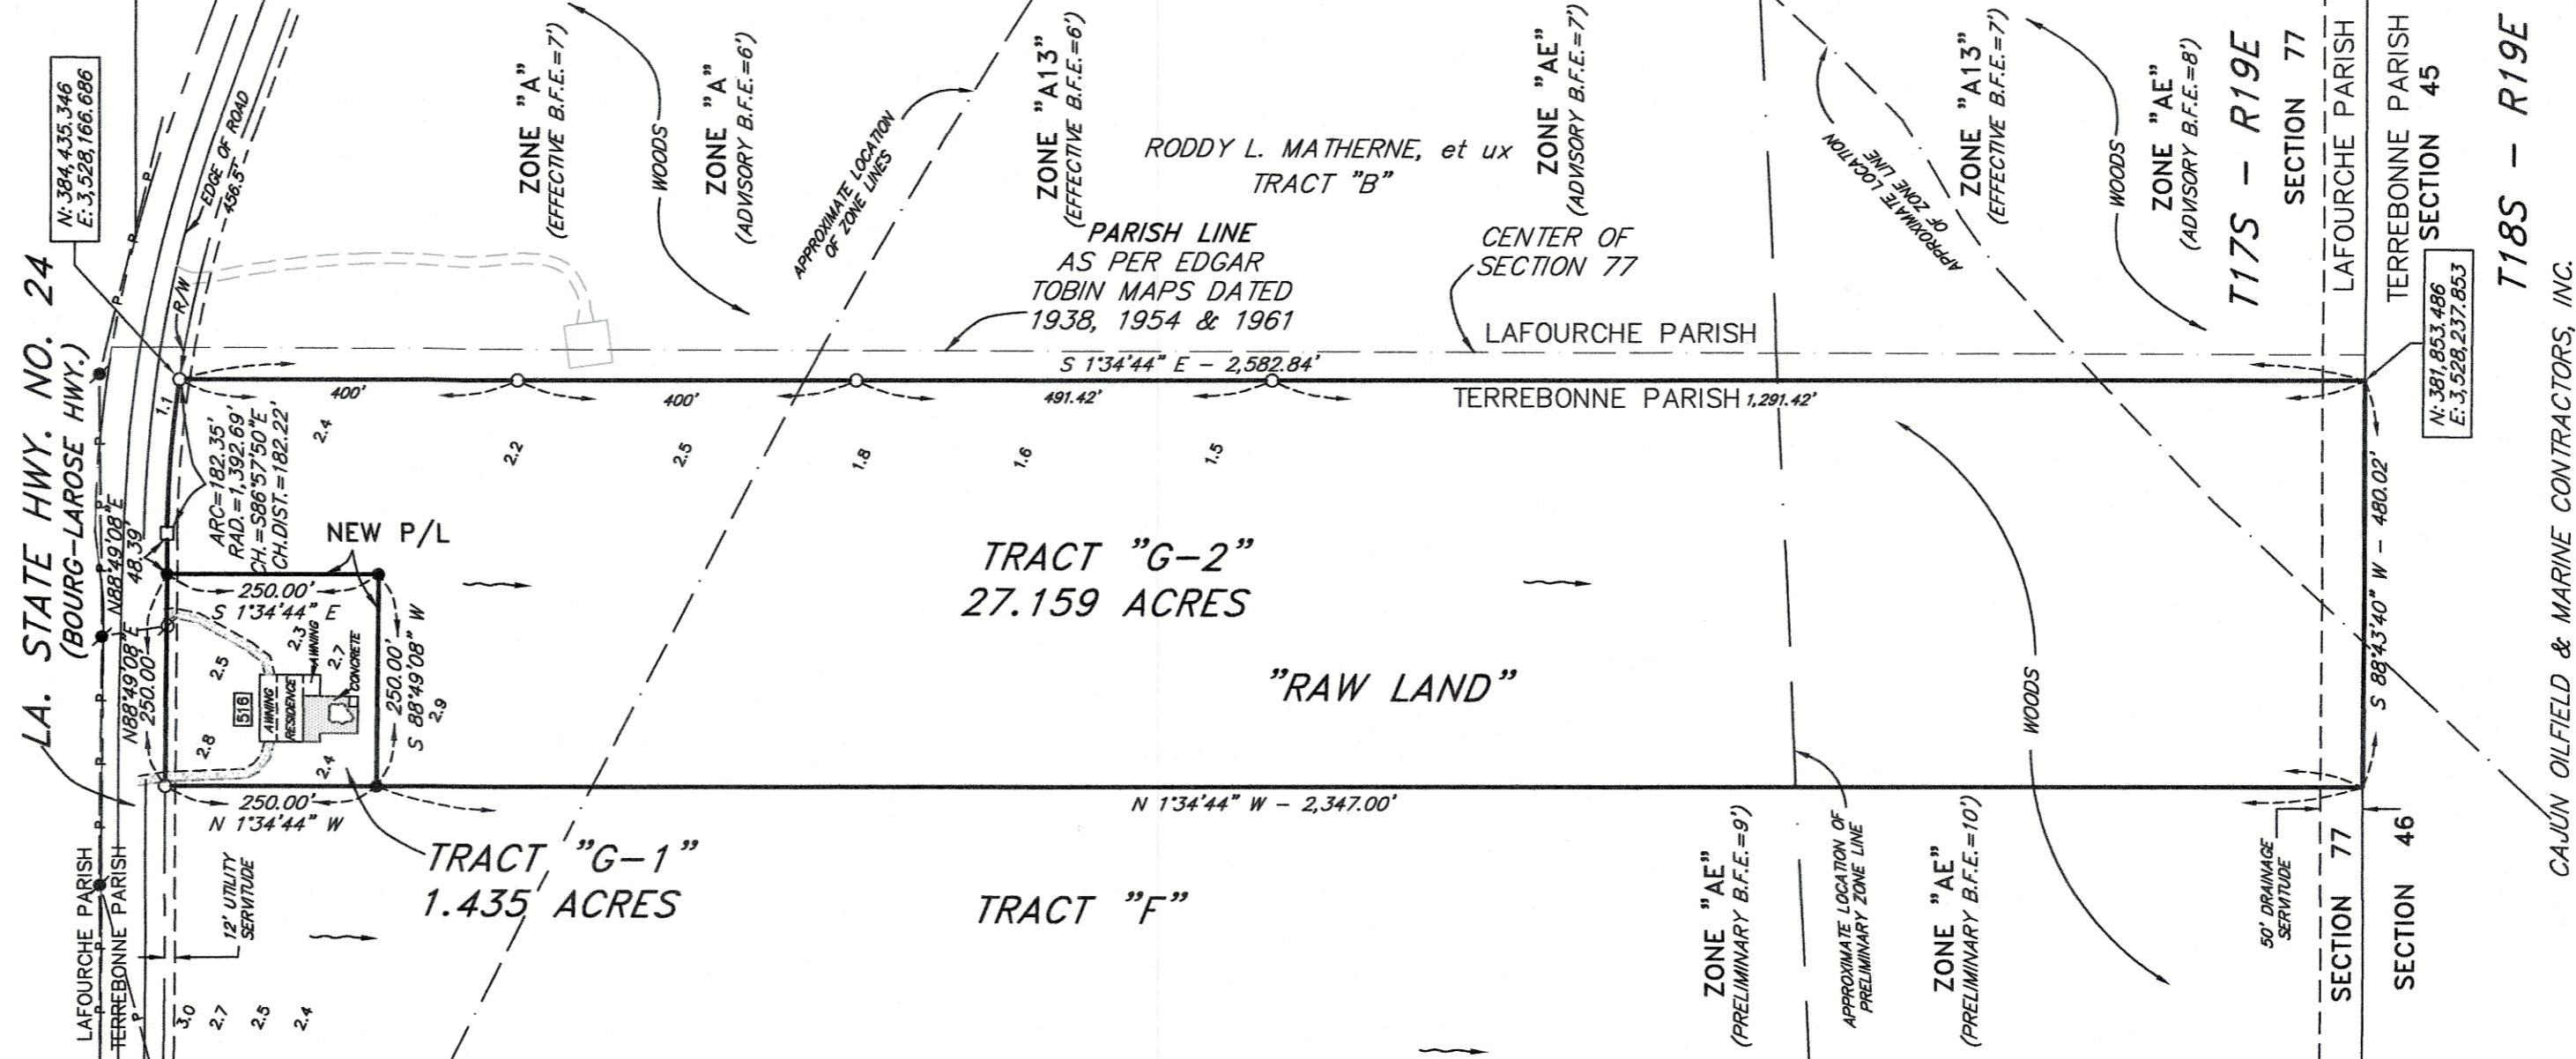 N: 384,435.346
E: 3,528,166.686
LA. STATE HWY. NO. 24
(BOURG-LAROSE HWY.)
EDGE OF ROAD
456.5'
R/W
ZONE "A"
(EFFECTIVE B.F.E.=7')
WOODS
ZONE "A"
(ADVISORY B.F.E.=6')
APPROXIMATE LOCATION
OF ZONE LINES
ZONE "A13"
(EFFECTIVE B.F.E.=6')
RODDY L. MATHERNE, et ux
TRACT "B"
PARISH LINE
AS PER EDGAR
TOBIN MAPS DATED
1938, 1954 & 1961
CENTER OF
SECTION 77
ZONE "AE"
(ADVISORY B.F.E.=7')
APPROXIMATE LOCATION
OF ZONE LINE
ZONE "A13"
(EFFECTIVE B.F.E.=7')
WOODS
ZONE "AE"
(ADVISORY B.F.E.=8')
T17S - R19E
SECTION 77
LAFOURCHE PARISH
TERREBONNE PARISH
SECTION 45
T18S - R19E
N: 381,853.486
E: 3,528,237.853
CAJUN OILFIELD & MARINE CONTRACTORS, INC.
LAFOURCHE PARISH
S 1°34'44" E - 2,582.84'
TERREBONNE PARISH
400'
400'
491.42'
1,291.42'
1.1
2.4
2.2
2.5
1.8
1.6
1.5
ARC=182.35'
RAD.=1,392.69'
CH.=S86°57'50"E
CH.DIST.=182.22'
N88°49'08"E
48.39'
NEW P/L
250.00'
S 1°34'44" E
N88°49'08"E
250.00'
2.5
2.3
AWNING
2.7
CONCRETE
516
AWNING
RESIDENCE
2.8
2.4
250.00'
S 88°49'08" W
2.9
TRACT "G-2"
27.159 ACRES
"RAW LAND"
WOODS
S 88°43'40" W - 480.02'
250.00'
N 1°34'44" W
N 1°34'44" W - 2,347.00'
TRACT "G-1"
1.435 ACRES
TRACT "F"
LAFOURCHE PARISH
TERREBONNE PARISH
12' UTILITY
SERVITUDE
3.0
2.7
2.5
2.4
ZONE "AE"
(PRELIMINARY B.F.E.=9')
APPROXIMATE LOCATION OF
PRELIMINARY ZONE LINE
ZONE "AE"
(PRELIMINARY B.F.E.=10')
50' DRAINAGE
SERVITUDE
SECTION 77
SECTION 46
P
P
P
P
P
P
P
P
P
P